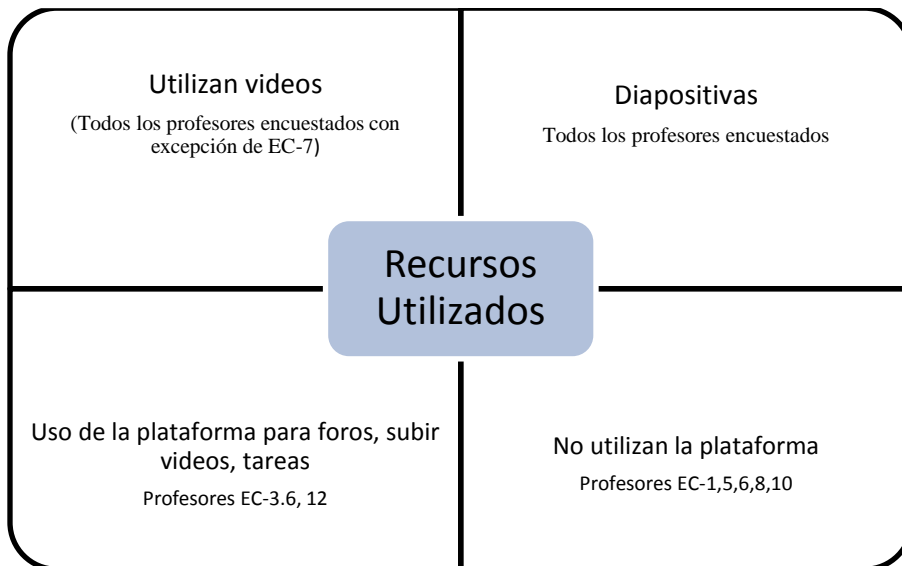 Utilizan videos
(Todos los profesores encuestados con
excepción de EC-7)
Diapositivas
Todos los profesores encuestados
Recursos
Utilizados
Uso de la plataforma para foros, subir
videos, tareas
Profesores EC-3.6, 12
No utilizan la plataforma
Profesores EC-1,5,6,8,10